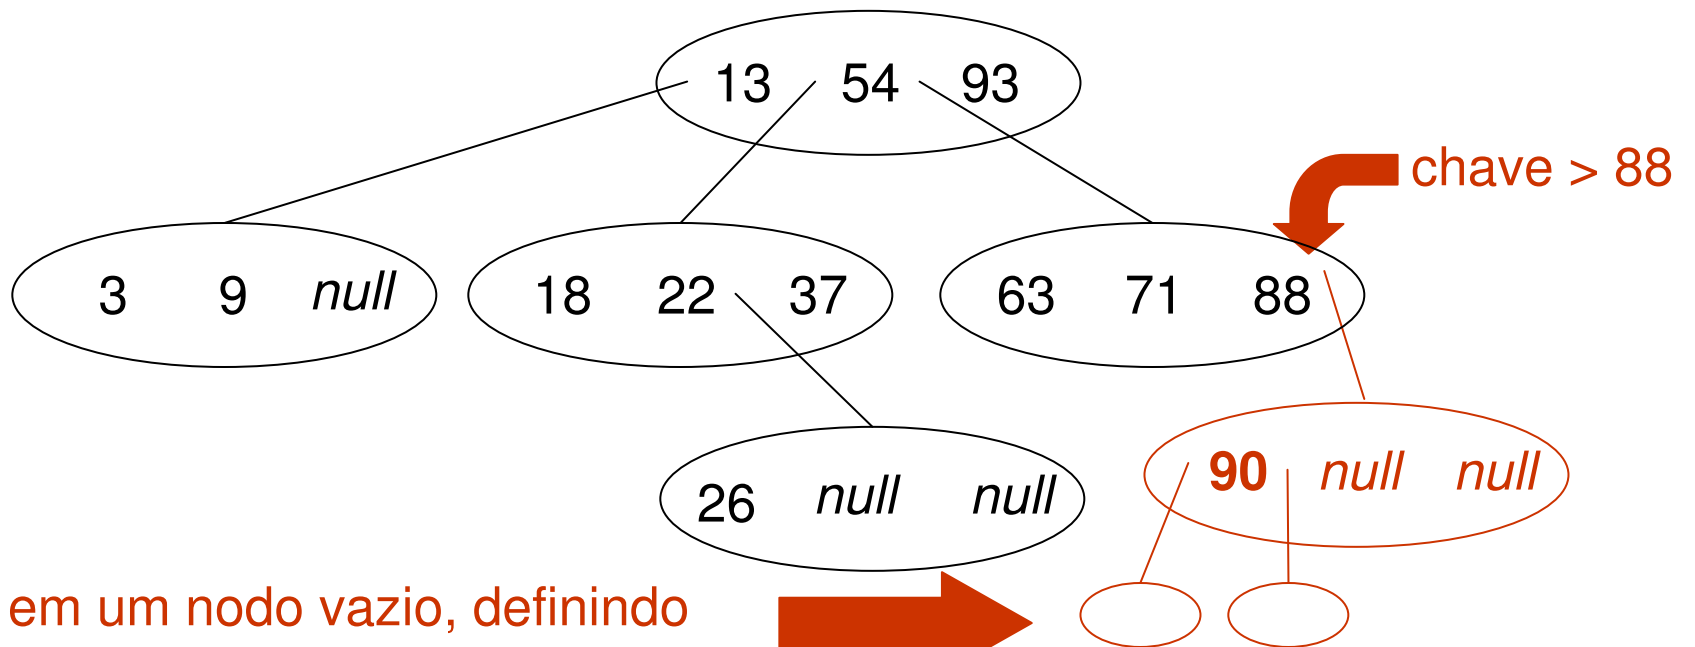 13 54 93
chave > 88
3 9 null
18 22 37
63 71 88
26 null null
90 null null
em um nodo vazio, definindo